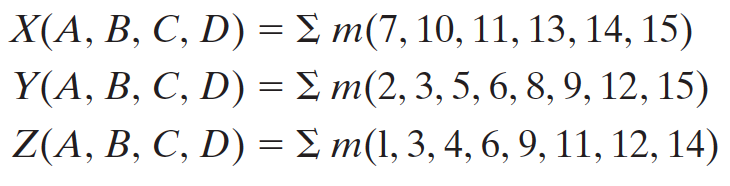 X(A, B, C, D) = Σ m(7, 10, 11, 13, 14, 15)
Y(A, B, C, D) = Σ m(2, 3, 5, 6, 8, 9, 12, 15)
Z(A, B, C, D) = Σ m(1, 3, 4, 6, 9, 11, 12, 14)